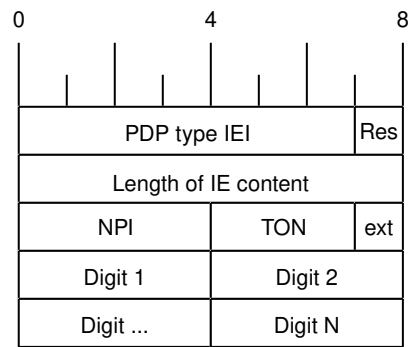 0 4 8
PDP type IEI Res
Length of IE content
NPI TON ext
Digit 1 Digit 2
Digit ... Digit N